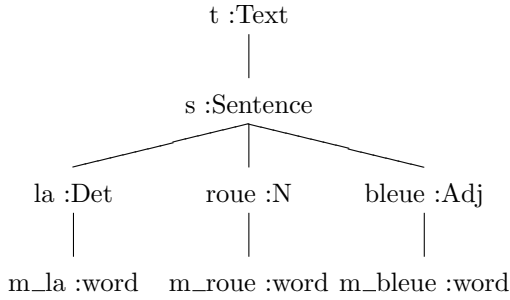 t :Text
s :Sentence
la :Det roue :N bleue :Adj
m_la :word m_roue :word m_bleue :word